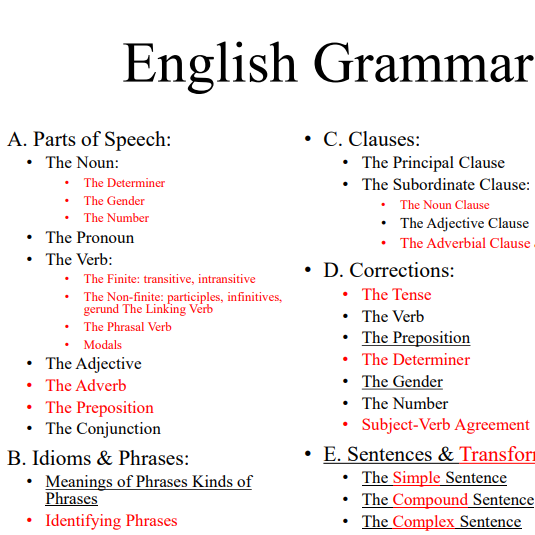 English Grammar
A. Parts of Speech:
• The Noun:
• The Determiner
• The Gender
• The Number
• The Pronoun
• The Verb:
• The Finite: transitive, intransitive
• The Non-finite: participles, infinitives,
gerund The Linking Verb
• The Phrasal Verb
• Modals
• The Adjective
• The Adverb
• The Preposition
• The Conjunction
B. Idioms & Phrases:
• Meanings of Phrases Kinds of
Phrases
• Identifying Phrases
• C. Clauses:
• The Principal Clause
• The Subordinate Clause:
• The Noun Clause
• The Adjective Clause
• The Adverbial Clause
• D. Corrections:
• The Tense
• The Verb
• The Preposition
• The Determiner
• The Gender
• The Number
• Subject-Verb Agreement
• E. Sentences & Transfor
• The Simple Sentence
• The Compound Sentence
• The Complex Sentence